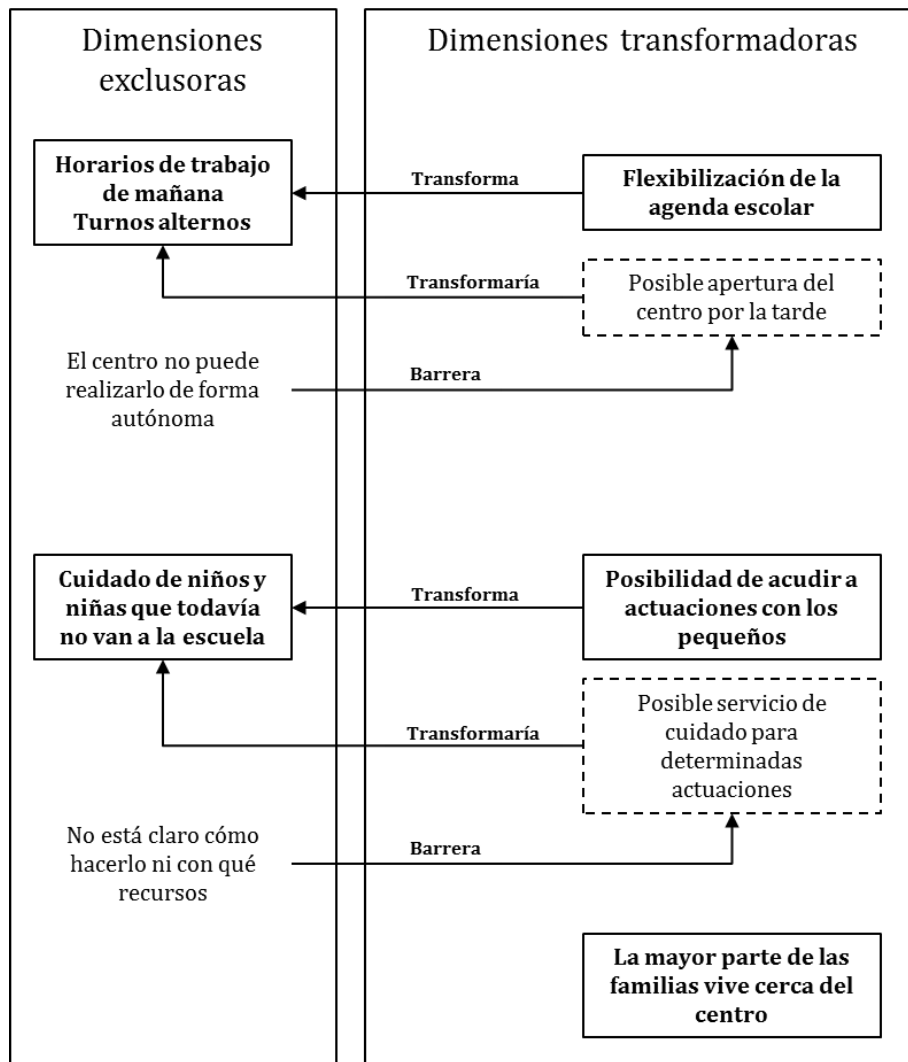 Dimensiones
exclusoras
Dimensiones transformadoras
Horarios de trabajo
de mañana
Turnos alternos
Transforma
Flexibilización de la
agenda escolar
Transformaría
Posible apertura del
centro por la tarde
El centro no puede
realizarlo de forma
autónoma
Barrera
Cuidado de niños y
niñas que todavía
no van a la escuela
Transforma
Posibilidad de acudir a
actuaciones con los
pequeños
Transformaría
Posible servicio de
cuidado para
determinadas
actuaciones
No está claro cómo
hacerlo ni con qué
recursos
Barrera
La mayor parte de las
familias vive cerca del
centro